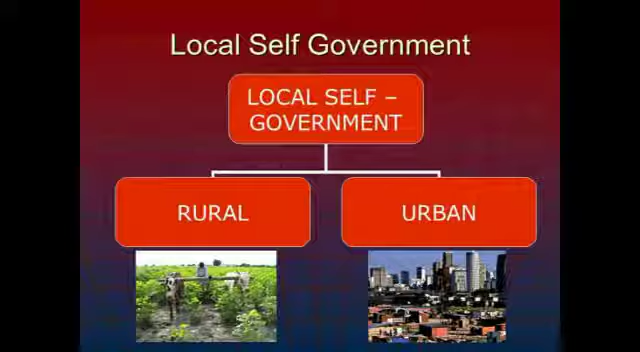 Local Self Government
LOCAL SELF –
GOVERNMENT
RURAL
URBAN